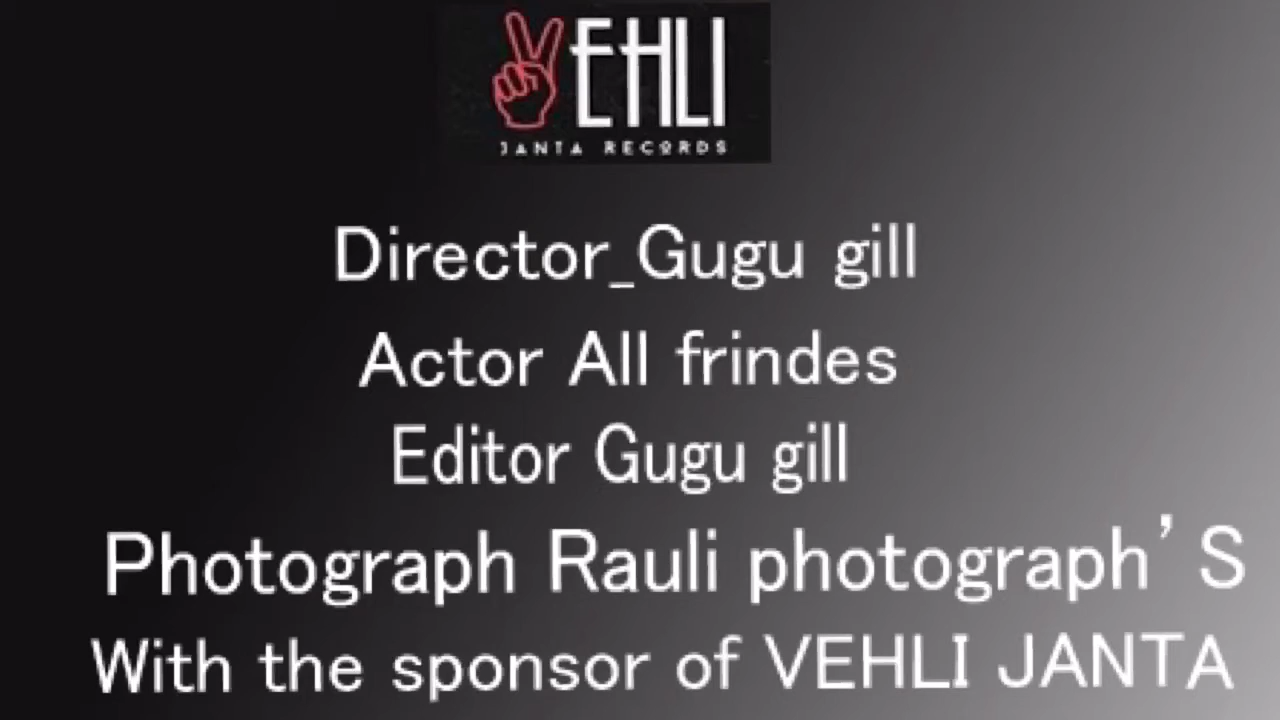 VEHLI
JANTA RECORDS
Director_Gugu gill
Actor All frindes
Editor Gugu gill
Photograph Rauli photograph'S
With the sponsor of VEHLI JANTA